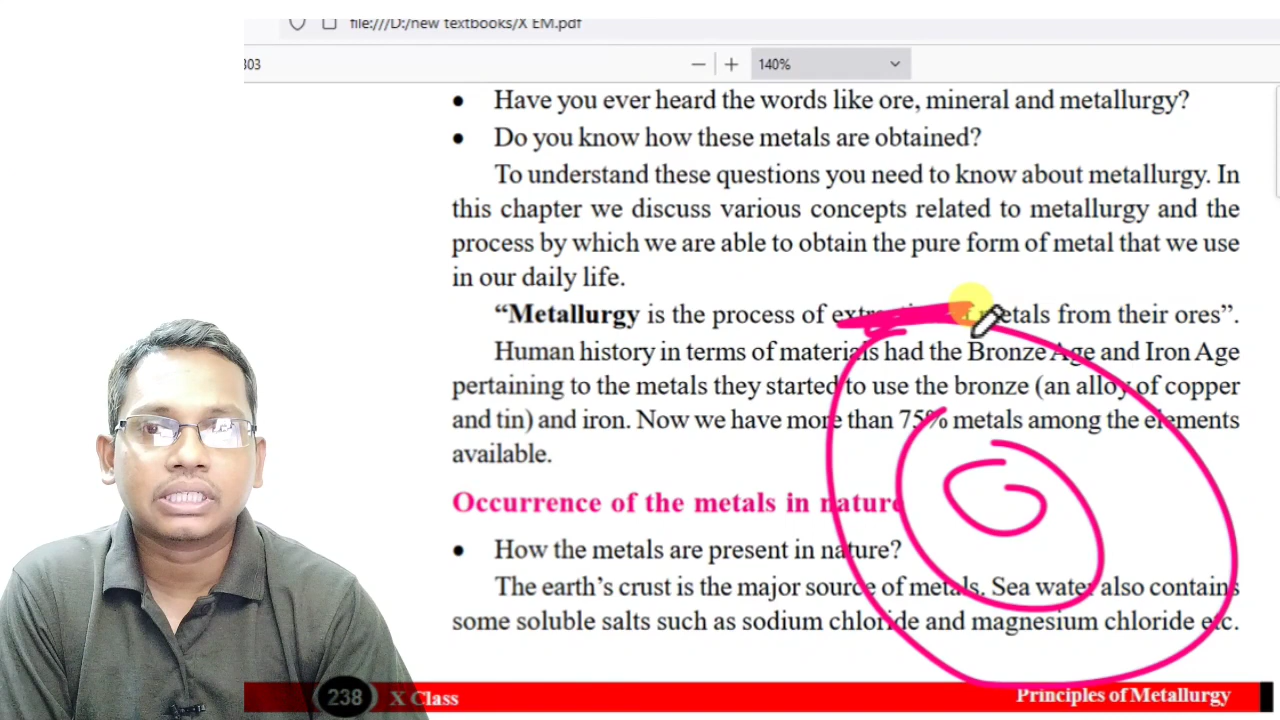 file:///D:/new textbooks/X EM.pdf
303
− + 140%
• Have you ever heard the words like ore, mineral and metallurgy?
• Do you know how these metals are obtained?
To understand these questions you need to know about metallurgy. In
this chapter we discuss various concepts related to metallurgy and the
process by which we are able to obtain the pure form of metal that we use
in our daily life.
“Metallurgy is the process of extraction of metals from their ores”.
Human history in terms of materials had the Bronze Age and Iron Age
pertaining to the metals they started to use the bronze (an alloy of copper
and tin) and iron. Now we have more than 75% metals among the elements
available.
Occurrence of the metals in nature
• How the metals are present in nature?
The earth’s crust is the major source of metals. Sea water also contains
some soluble salts such as sodium chloride and magnesium chloride etc.
238 X Class Principles of Metallurgy